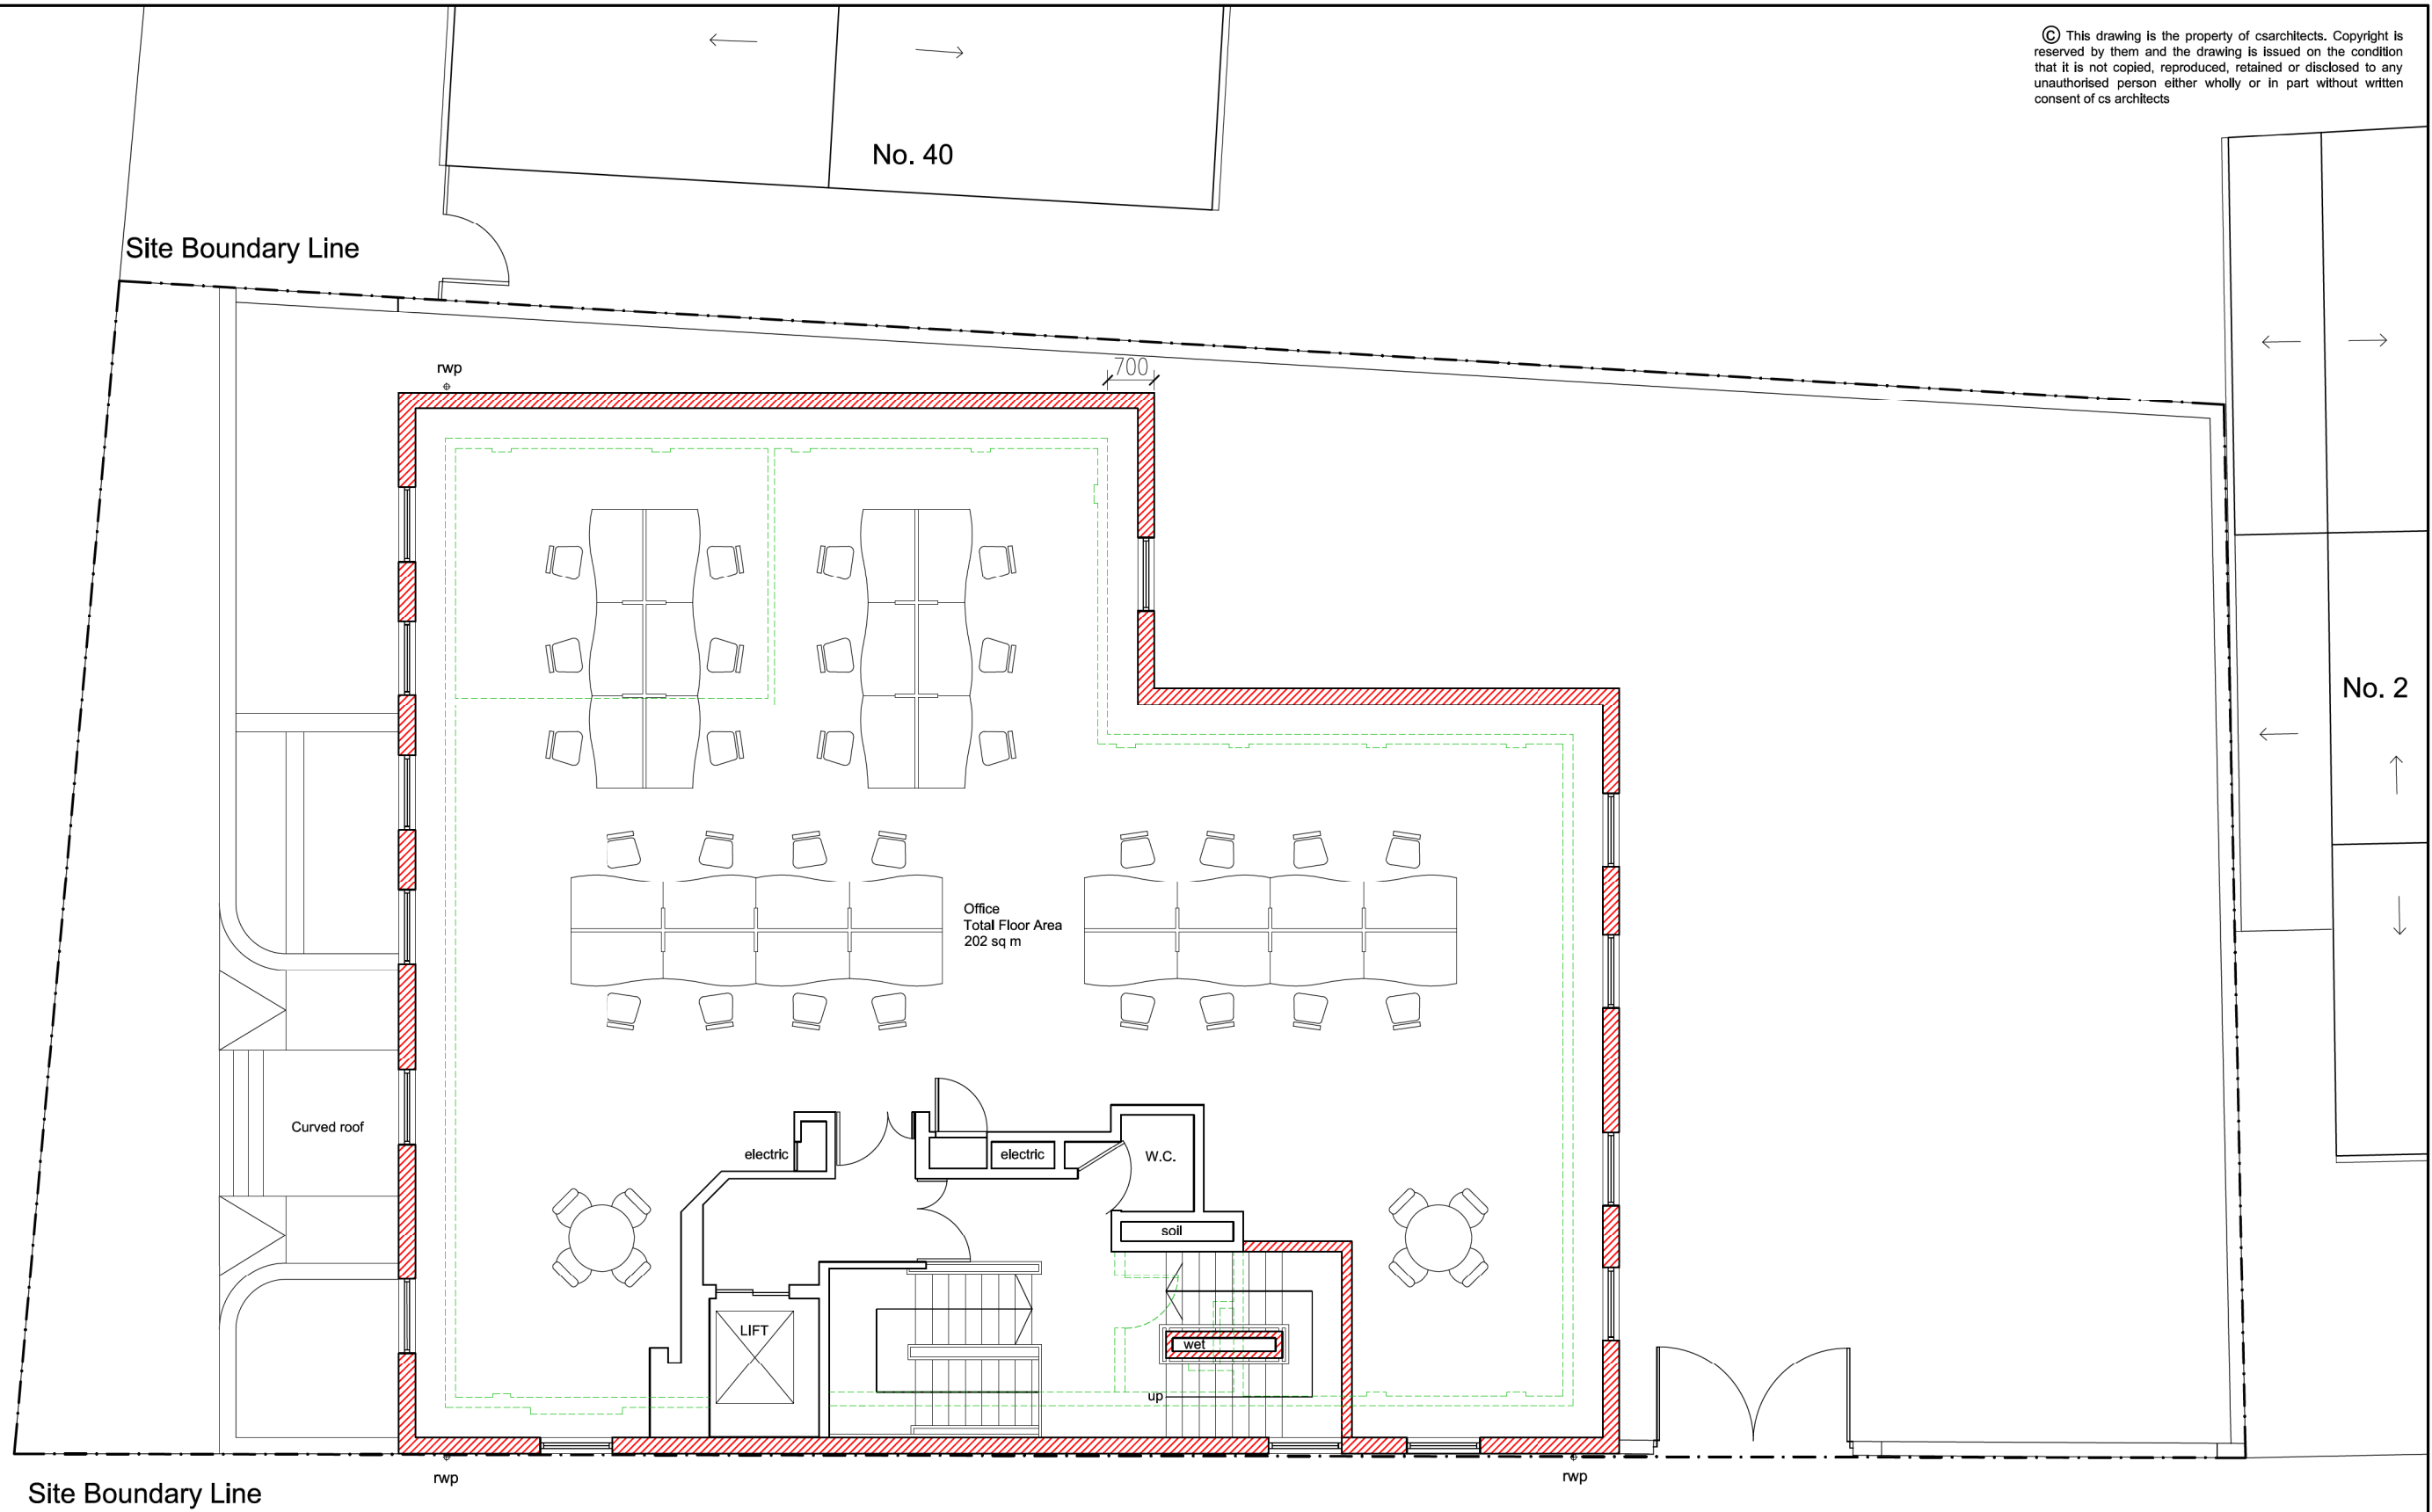 © This drawing is the property of csarchitects. Copyright is
reserved by them and the drawing is issued on the condition
that it is not copied, reproduced, retained or disclosed to any
unauthorised person either wholly or in part without written
consent of cs architects
No. 40
Site Boundary Line
rwp
700
No. 2
Office
Total Floor Area
202 sq m
Curved roof
electric
electric
W.C.
soil
LIFT
wet
up
rwp
rwp
Site Boundary Line